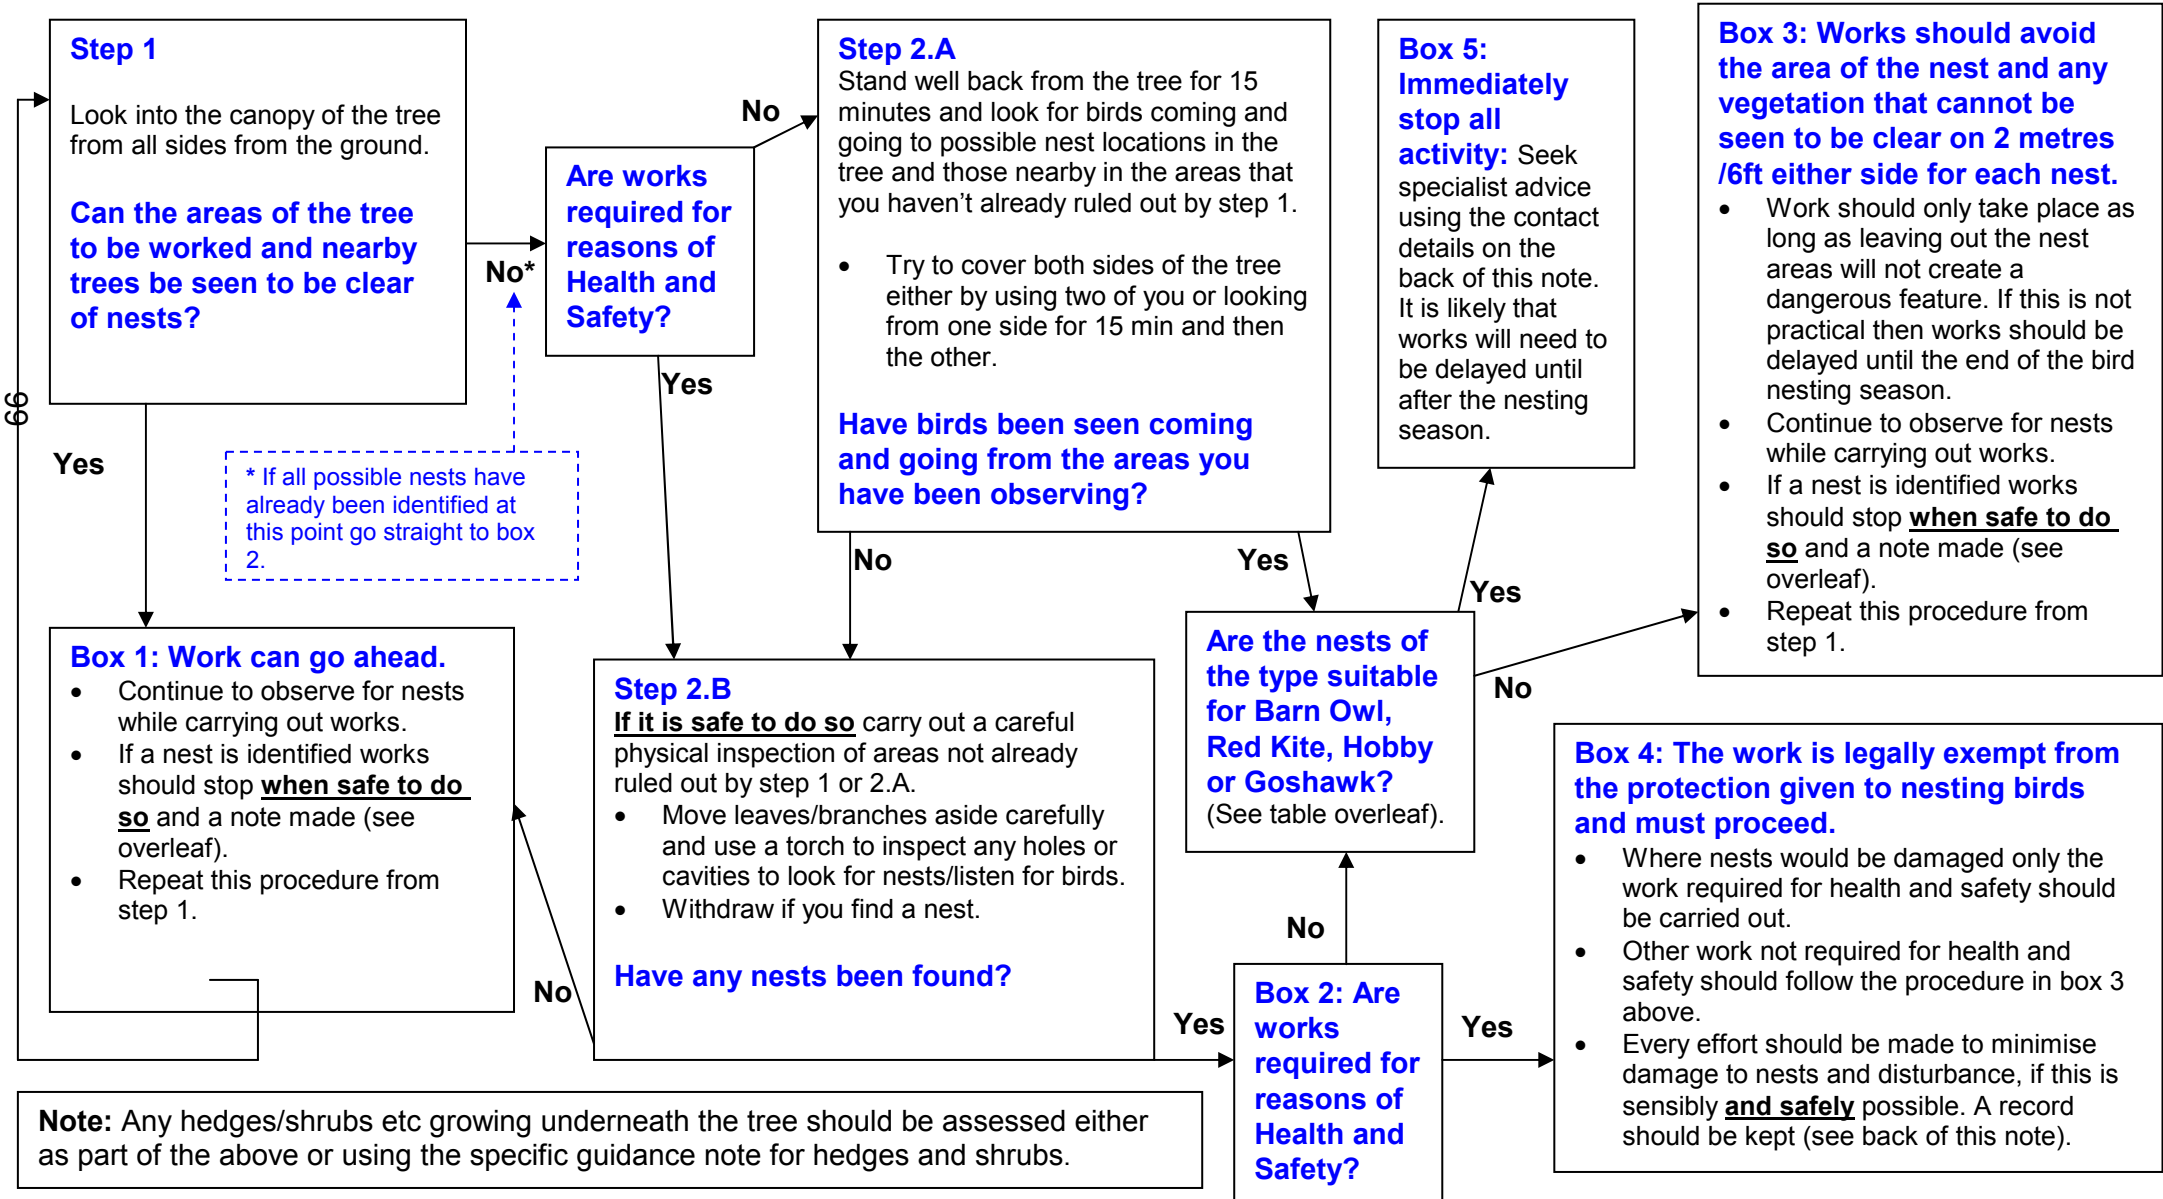 Step 1
Look into the canopy of the tree
from all sides from the ground.
Can the areas of the tree
to be worked and nearby
trees be seen to be clear
of nests?
No*
Yes
* If all possible nests have
already been identified at
this point go straight to box
2.
99
Are works
required for
reasons of
Health and
Safety?
No
Yes
Step 2.A
Stand well back from the tree for 15
minutes and look for birds coming and
going to possible nest locations in the
tree and those nearby in the areas that
you haven’t already ruled out by step 1.
• Try to cover both sides of the tree
either by using two of you or looking
from one side for 15 min and then
the other.
Have birds been seen coming
and going from the areas you
have been observing?
No
Yes
Box 5:
Immediately
stop all
activity: Seek
specialist advice
using the contact
details on the
back of this note.
It is likely that
works will need to
be delayed until
after the nesting
season.
Box 3: Works should avoid
the area of the nest and any
vegetation that cannot be
seen to be clear on 2 metres
/6ft either side for each nest.
• Work should only take place as
long as leaving out the nest
areas will not create a
dangerous feature. If this is not
practical then works should be
delayed until the end of the bird
nesting season.
• Continue to observe for nests
while carrying out works.
• If a nest is identified works
should stop when safe to do
so and a note made (see
overleaf).
• Repeat this procedure from
step 1.
Box 1: Work can go ahead.
• Continue to observe for nests
while carrying out works.
• If a nest is identified works
should stop when safe to do
so and a note made (see
overleaf).
• Repeat this procedure from
step 1.
No
Step 2.B
If it is safe to do so carry out a careful
physical inspection of areas not already
ruled out by step 1 or 2.A.
• Move leaves/branches aside carefully
and use a torch to inspect any holes or
cavities to look for nests/listen for birds.
• Withdraw if you find a nest.
Have any nests been found?
Yes
Are the nests of
the type suitable
for Barn Owl,
Red Kite, Hobby
or Goshawk?
(See table overleaf).
Yes
No
No
Box 2: Are
works
required for
reasons of
Health and
Safety?
Yes
Box 4: The work is legally exempt from
the protection given to nesting birds
and must proceed.
• Where nests would be damaged only the
work required for health and safety should
be carried out.
• Other work not required for health and
safety should follow the procedure in box 3
above.
• Every effort should be made to minimise
damage to nests and disturbance, if this is
sensibly and safely possible. A record
should be kept (see back of this note).
Note: Any hedges/shrubs etc growing underneath the tree should be assessed either
as part of the above or using the specific guidance note for hedges and shrubs.